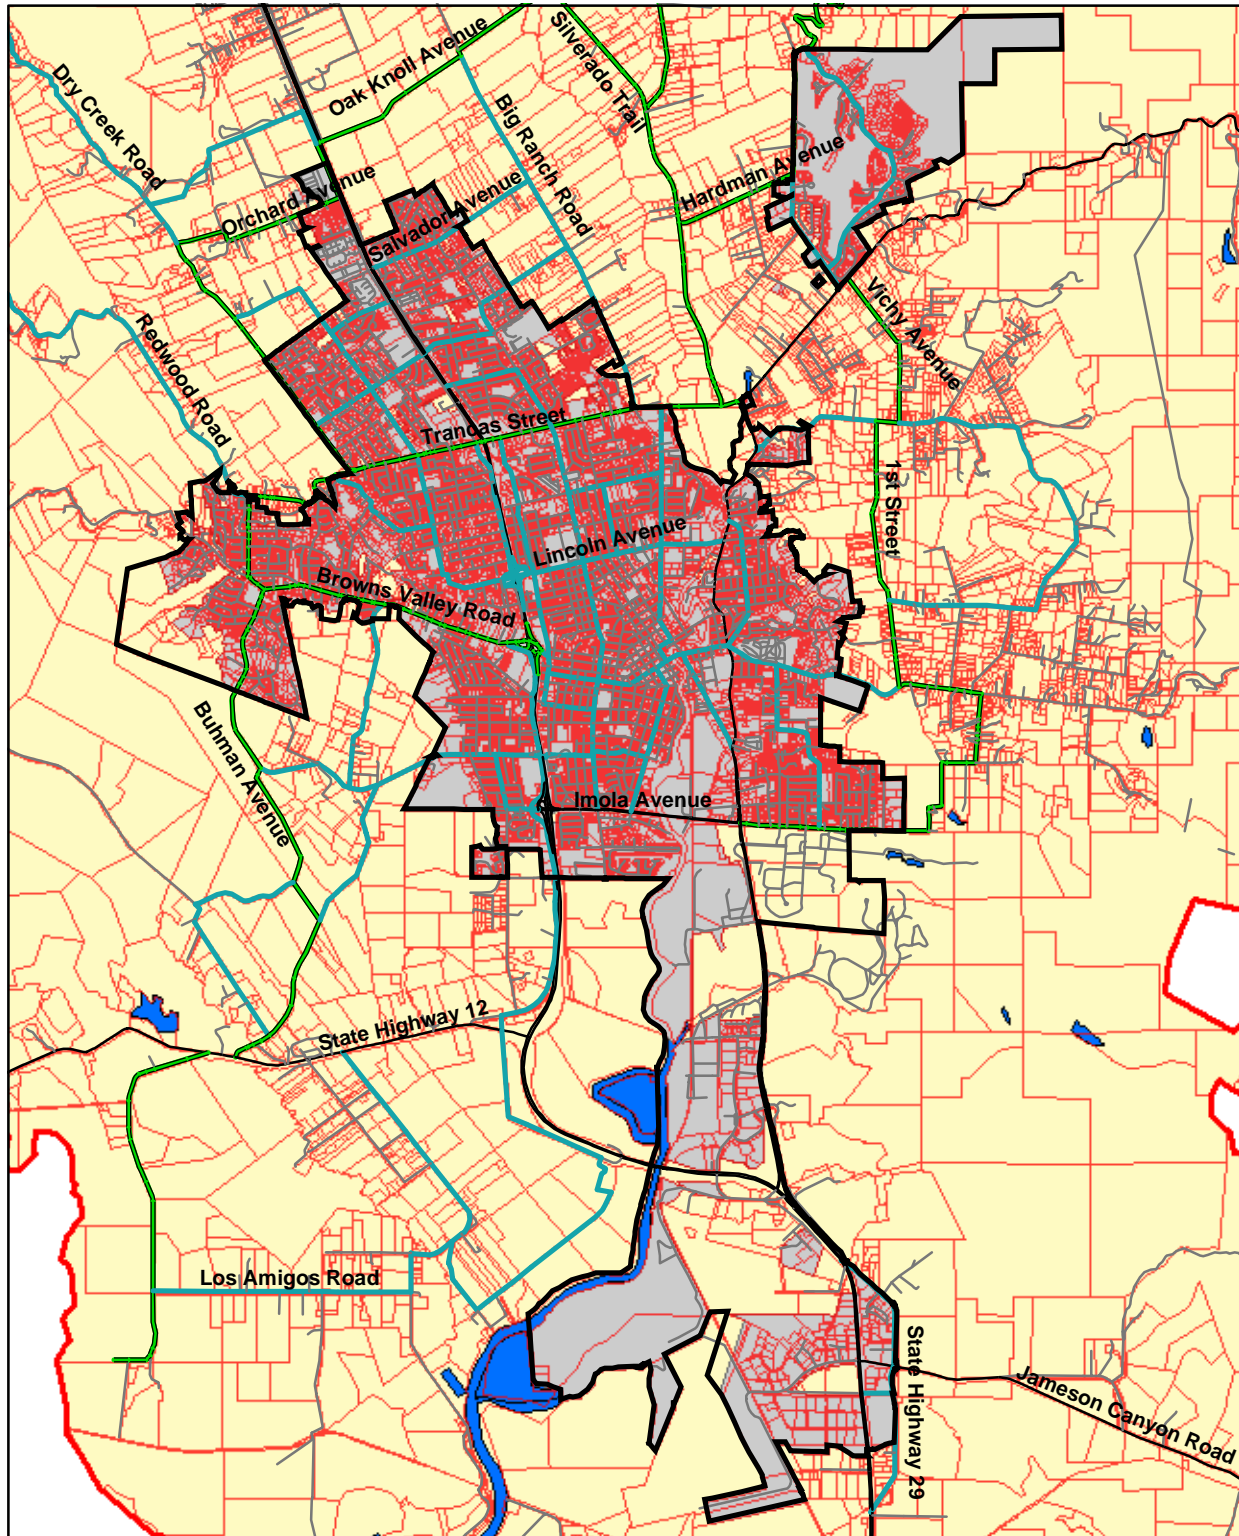 Oak Knoll Avenue
Silverado Trail
Dry Creek Road
Big Ranch Road
Hardman Avenue
Orchard Avenue
Salvador Avenue
Vichy Avenue
Redwood Road
Trandas Street
1st Street
Lincoln Avenue
Browns Valley Road
Buhman Avenue
Imola Avenue
State Highway 12
Los Amigos Road
State Highway 29
Jameson Canyon Road